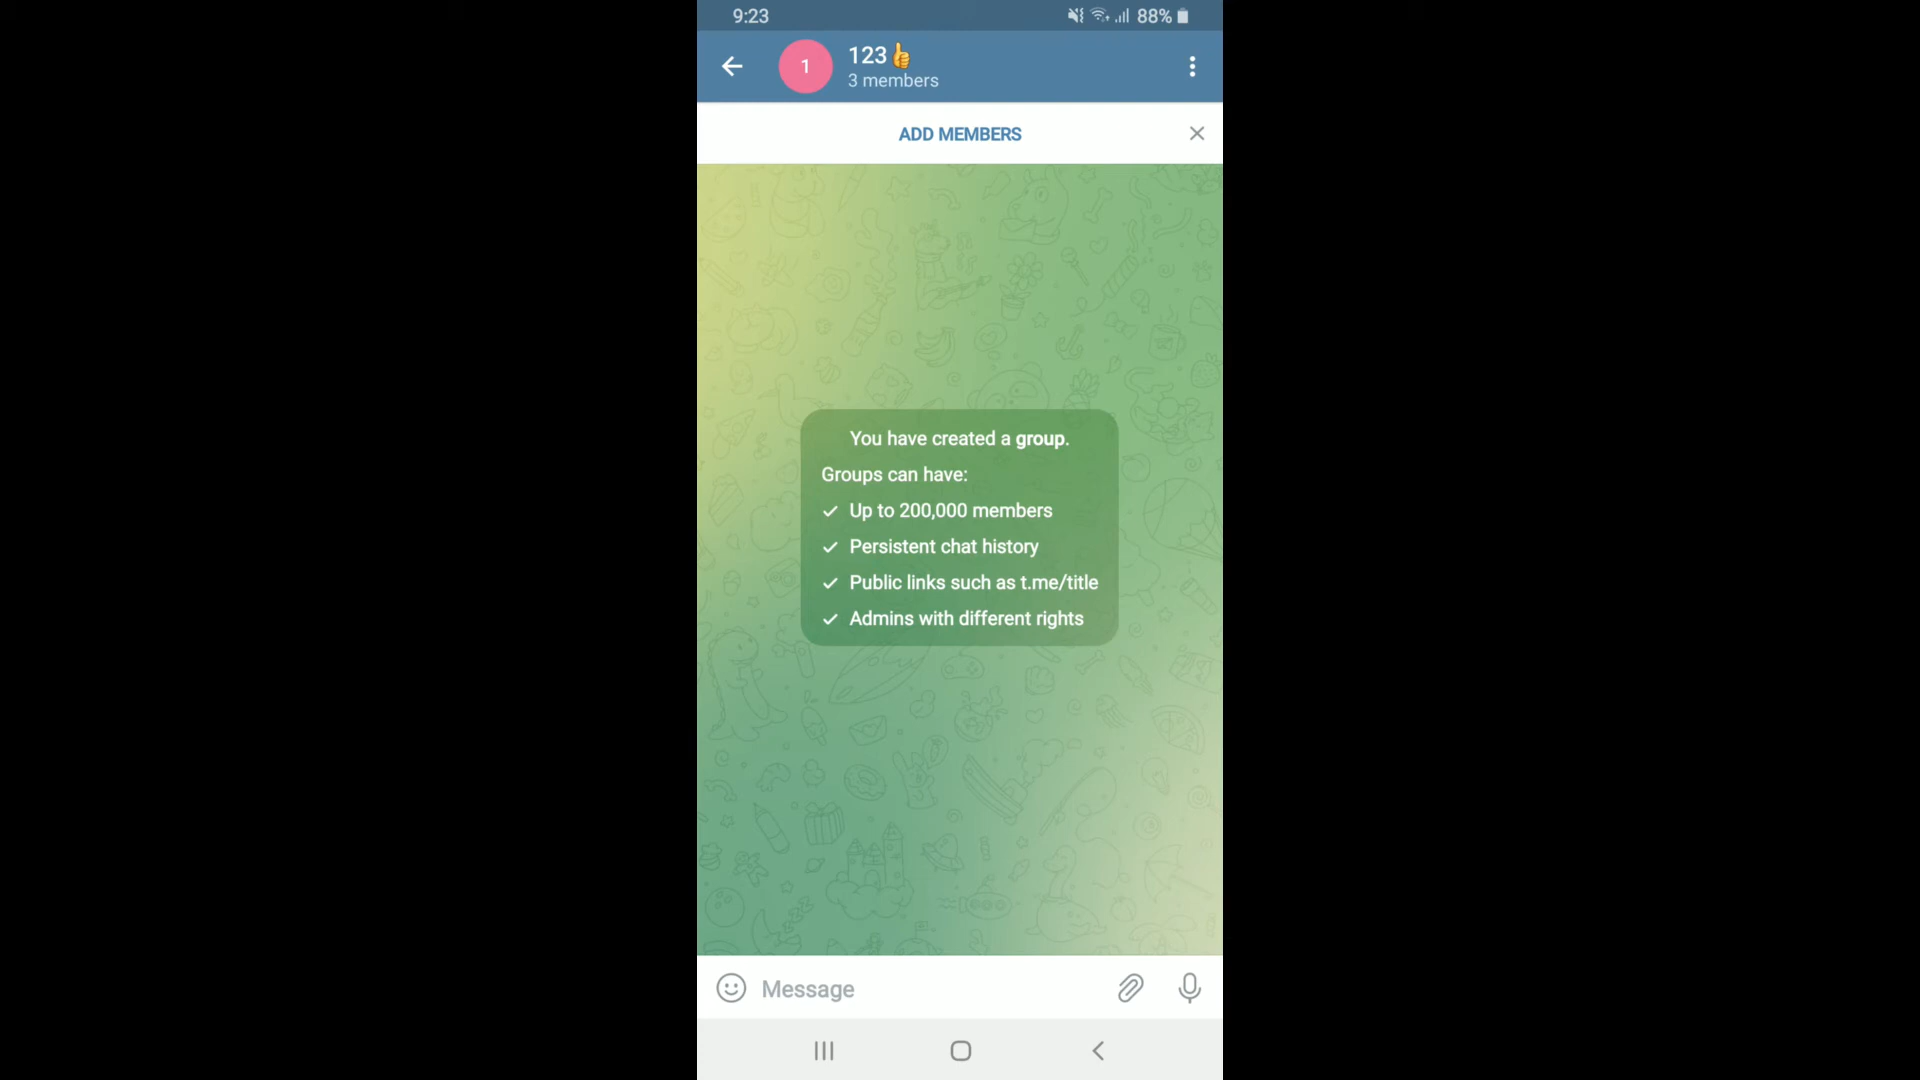 9:23
88%
1
123👍
3 members
ADD MEMBERS
You have created a group.
Groups can have:
Up to 200,000 members
Persistent chat history
Public links such as t.me/title
Admins with different rights
Message